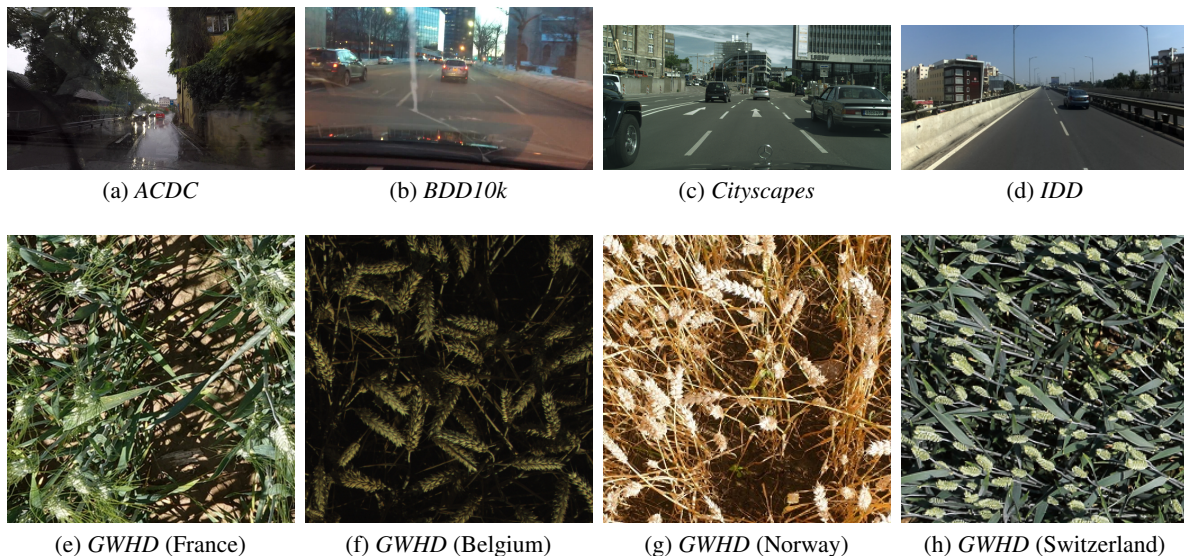 (a) ACDC
(b) BDD10k
(c) Cityscapes
(d) IDD
(e) GWHD (France)
(f) GWHD (Belgium)
(g) GWHD (Norway)
(h) GWHD (Switzerland)